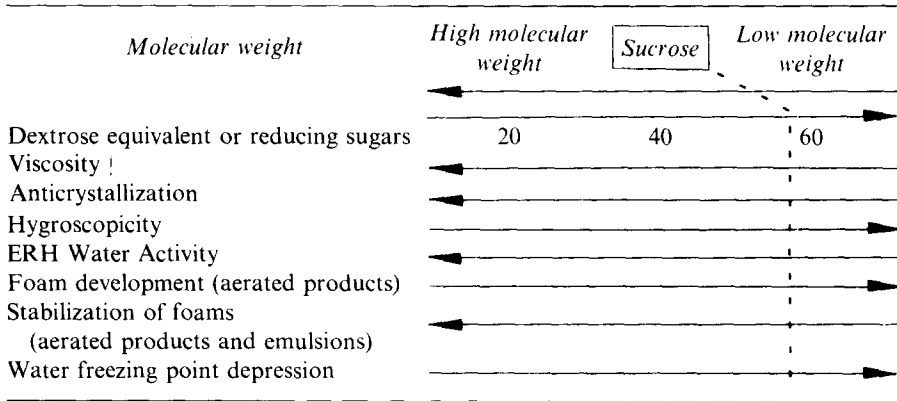 Molecular weight
High molecular weight
Sucrose
Low molecular weight
Dextrose equivalent or reducing sugars 20 40 60
Viscosity
Anticrystallization
Hygroscopicity
ERH Water Activity
Foam development (aerated products)
Stabilization of foams
(aerated products and emulsions)
Water freezing point depression